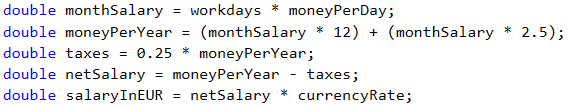 double monthSalary = workdays * moneyPerDay;
double moneyPerYear = (monthSalary * 12) + (monthSalary * 2.5);
double taxes = 0.25 * moneyPerYear;
double netSalary = moneyPerYear - taxes;
double salaryInEUR = netSalary * currencyRate;